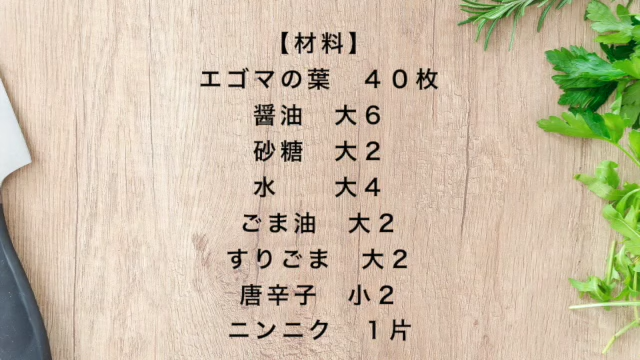 【材料】
エゴマの葉　４０枚
醤油　大６
砂糖　大２
水　　大４
ごま油　大２
すりごま　大２
唐辛子　小２
ニンニク　１片